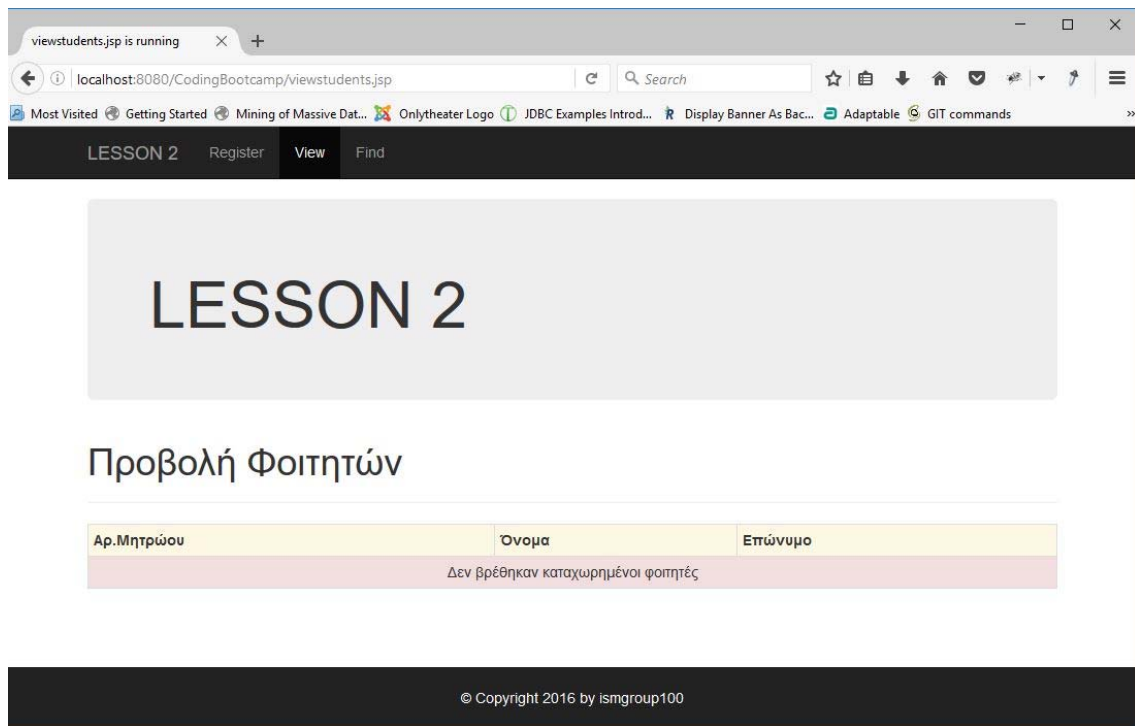 viewstudents.jsp is running
localhost:8080/CodingBootcamp/viewstudents.jsp
Search
Most Visited Getting Started Mining of Massive Dat... Onlytheater Logo JDBC Examples Introd... Display Banner As Bac... Adaptable GIT commands
LESSON 2 Register View Find
LESSON 2
Προβολή Φοιτητών
Αρ.Μητρώου Όνομα Επώνυμο
Δεν βρέθηκαν καταχωρημένοι φοιτητές
© Copyright 2016 by ismgroup100